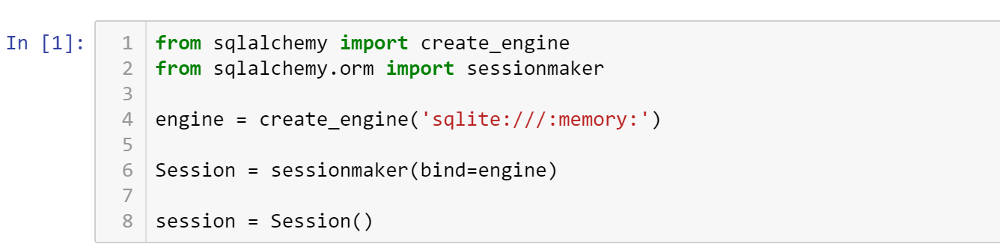 In [1]:
1 from sqlalchemy import create_engine
2 from sqlalchemy.orm import sessionmaker
3
4 engine = create_engine('sqlite:///:memory:')
5
6 Session = sessionmaker(bind=engine)
7
8 session = Session()